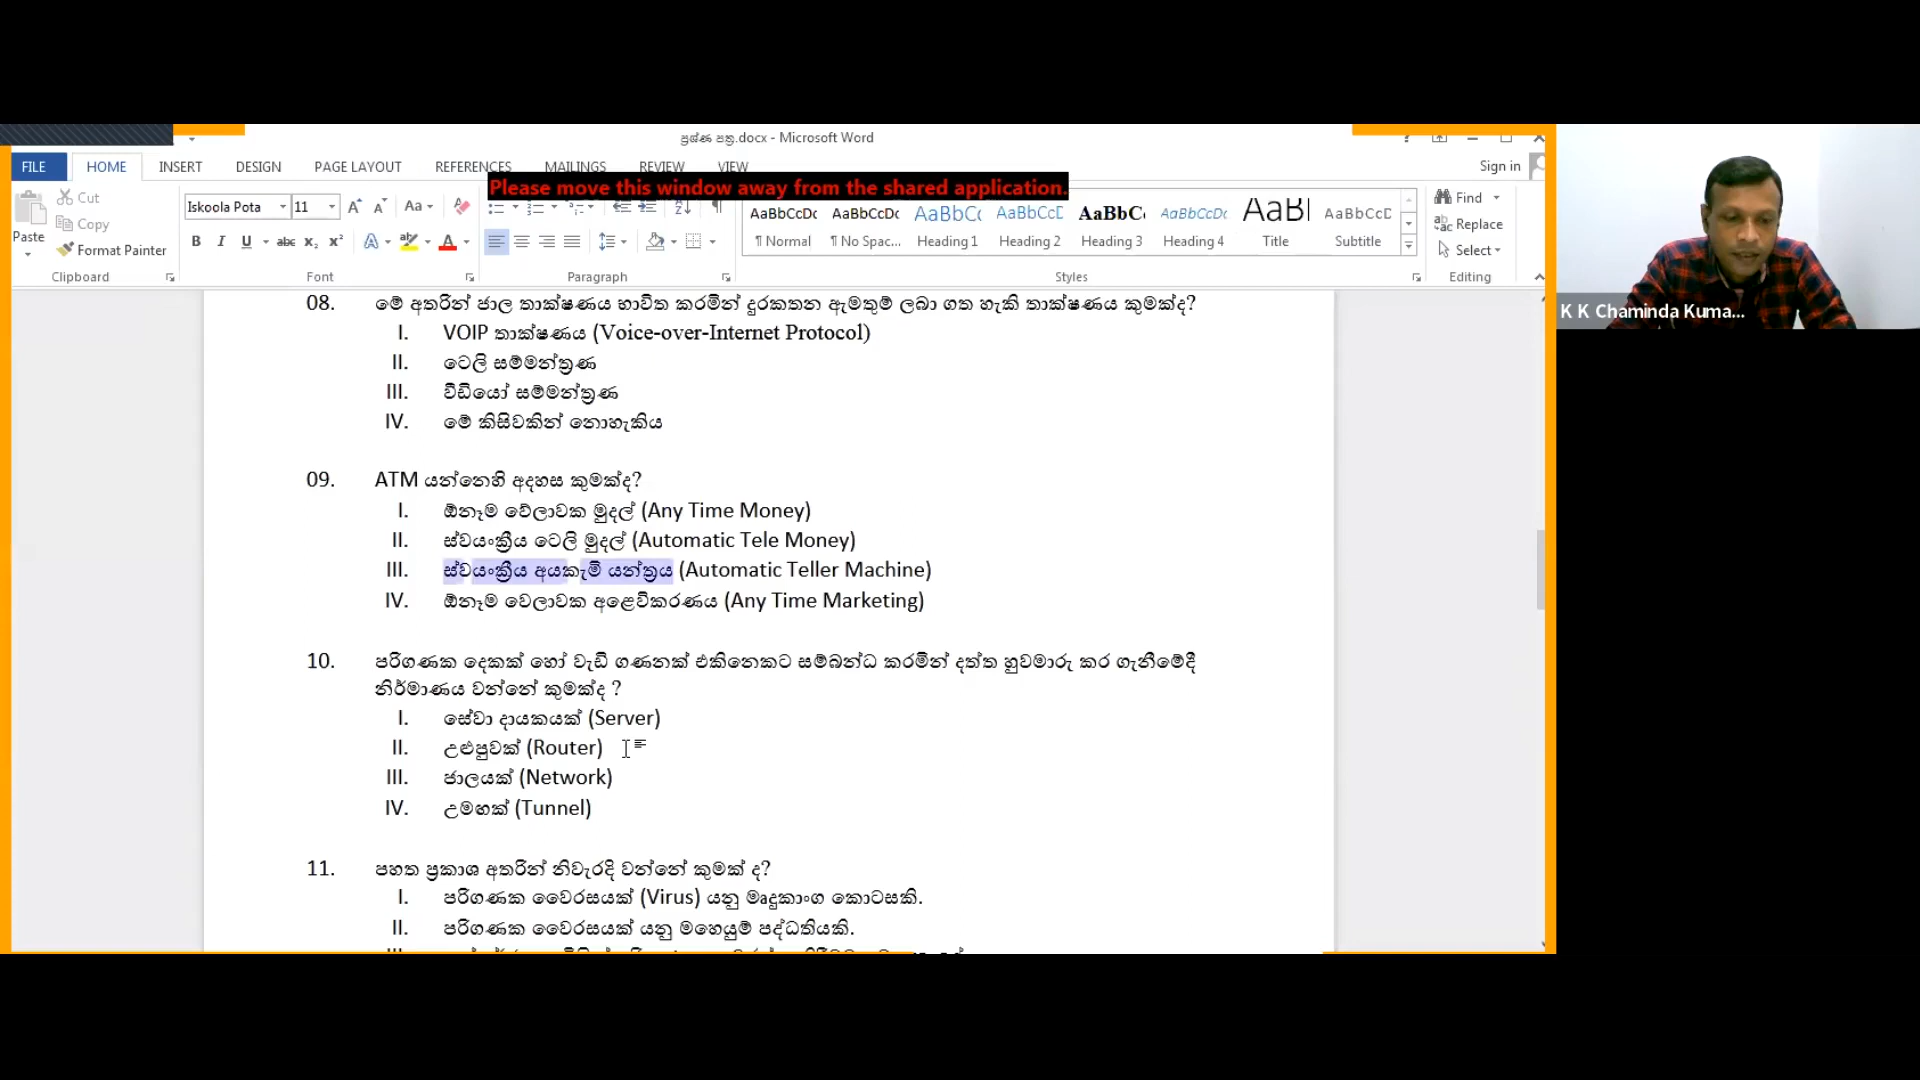 ප්‍රශ්ණ පත්‍ර.docx - Microsoft Word
FILE HOME INSERT DESIGN PAGE LAYOUT REFERENCES MAILINGS REVIEW VIEW Sign in
Please move this window away from the shared application.
Cut
Copy
Paste
Format Painter
Clipboard
Iskoola Pota 11
Font
Paragraph
AaBbCcDc AaBbCcDc AaBbC AaBbCcD AaBbC AaBbCcDc AaB AaBbCcD
¶ Normal ¶ No Spac... Heading 1 Heading 2 Heading 3 Heading 4 Title Subtitle
Styles
Find
Replace
Select
Editing
K K Chaminda Kuma...
08. මේ අතරින් ජාල තාක්ෂණය භාවිත කරමින් දුරකතන ඇමතුම් ලබා ගත හැකි තාක්ෂණය කුමක්ද?
I. VOIP තාක්ෂණය (Voice-over-Internet Protocol)
II. ටෙලි සම්මන්ත්‍රණ
III. වීඩියෝ සම්මන්ත්‍රණ
IV. මේ කිසිවකින් නොහැකිය
09. ATM යන්නෙහි අදහස කුමක්ද?
I. ඕනෑම වේලාවක මුදල් (Any Time Money)
II. ස්වයංක්‍රීය ටෙලි මුදල් (Automatic Tele Money)
III. ස්වයංක්‍රීය අයකැමි යන්ත්‍රය (Automatic Teller Machine)
IV. ඕනෑම වෙලාවක අළෙවිකරණය (Any Time Marketing)
10. පරිගණක දෙකක් හෝ වැඩි ගණනක් එකිනෙකට සම්බන්ධ කරමින් දත්ත හුවමාරු කර ගැනීමේදී
නිර්මාණය වන්නේ කුමක්ද ?
I. සේවා දායකයක් (Server)
II. උළුපුවක් (Router)
III. ජාලයක් (Network)
IV. උමඟක් (Tunnel)
11. පහත ප්‍රකාශ අතරින් නිවැරදි වන්නේ කුමක් ද?
I. පරිගණක වෛරසයක් (Virus) යනු මෘදුකාංග කොටසකි.
II. පරිගණක වෛරසයක් යනු මහෙයුම් පද්ධතියකි.